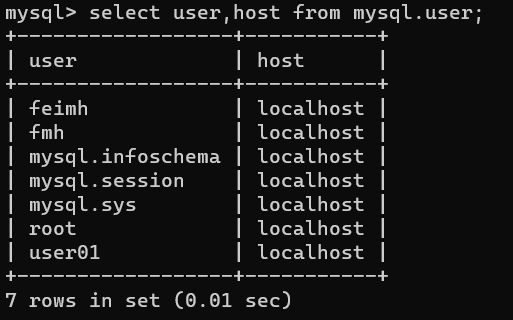 mysql> select user,host from mysql.user;
+------------------+-----------+
| user             | host      |
+------------------+-----------+
| feimh            | localhost |
| fmh              | localhost |
| mysql.infoschema | localhost |
| mysql.session    | localhost |
| mysql.sys        | localhost |
| root             | localhost |
| user01           | localhost |
+------------------+-----------+
7 rows in set (0.01 sec)